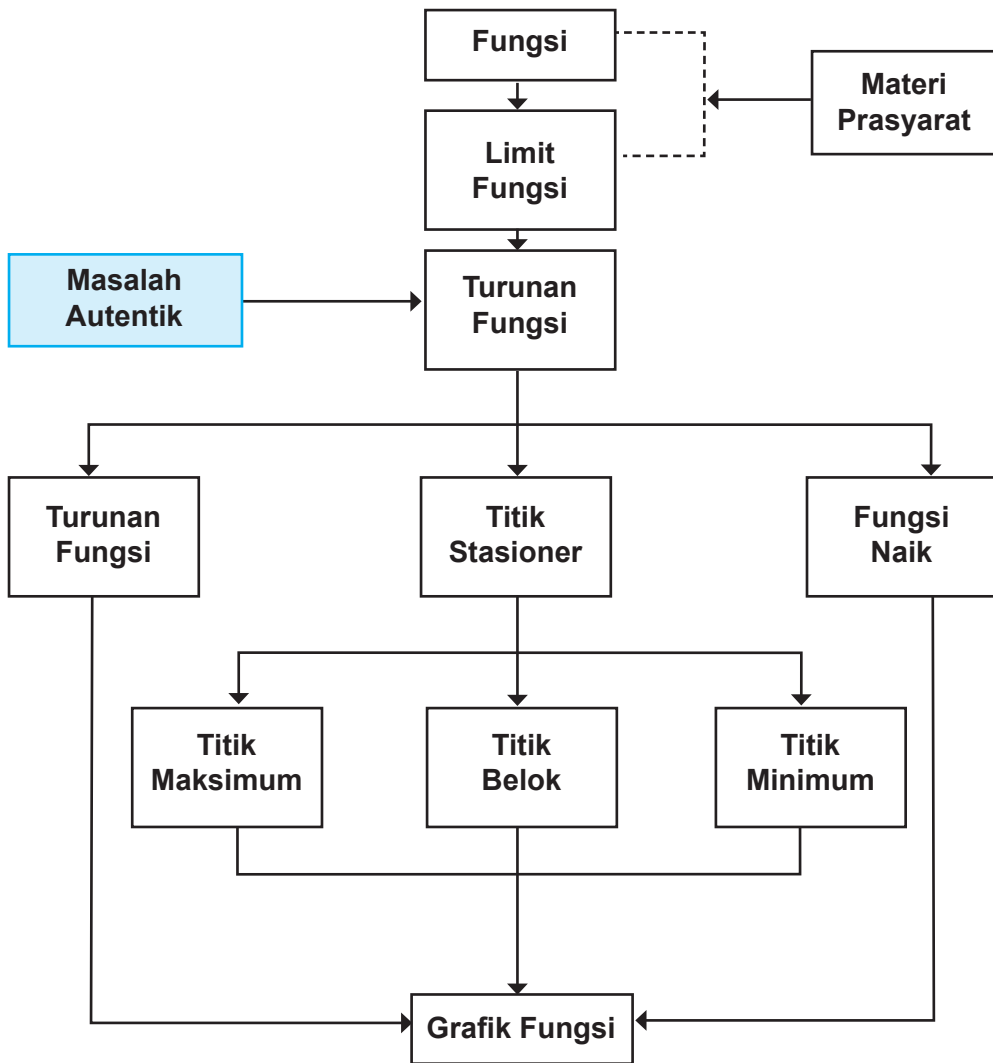 Fungsi
Materi
Prasyarat
Limit
Fungsi
Masalah
Autentik
Turunan
Fungsi
Turunan
Fungsi
Titik
Stasioner
Fungsi
Naik
Titik
Maksimum
Titik
Belok
Titik
Minimum
Grafik Fungsi